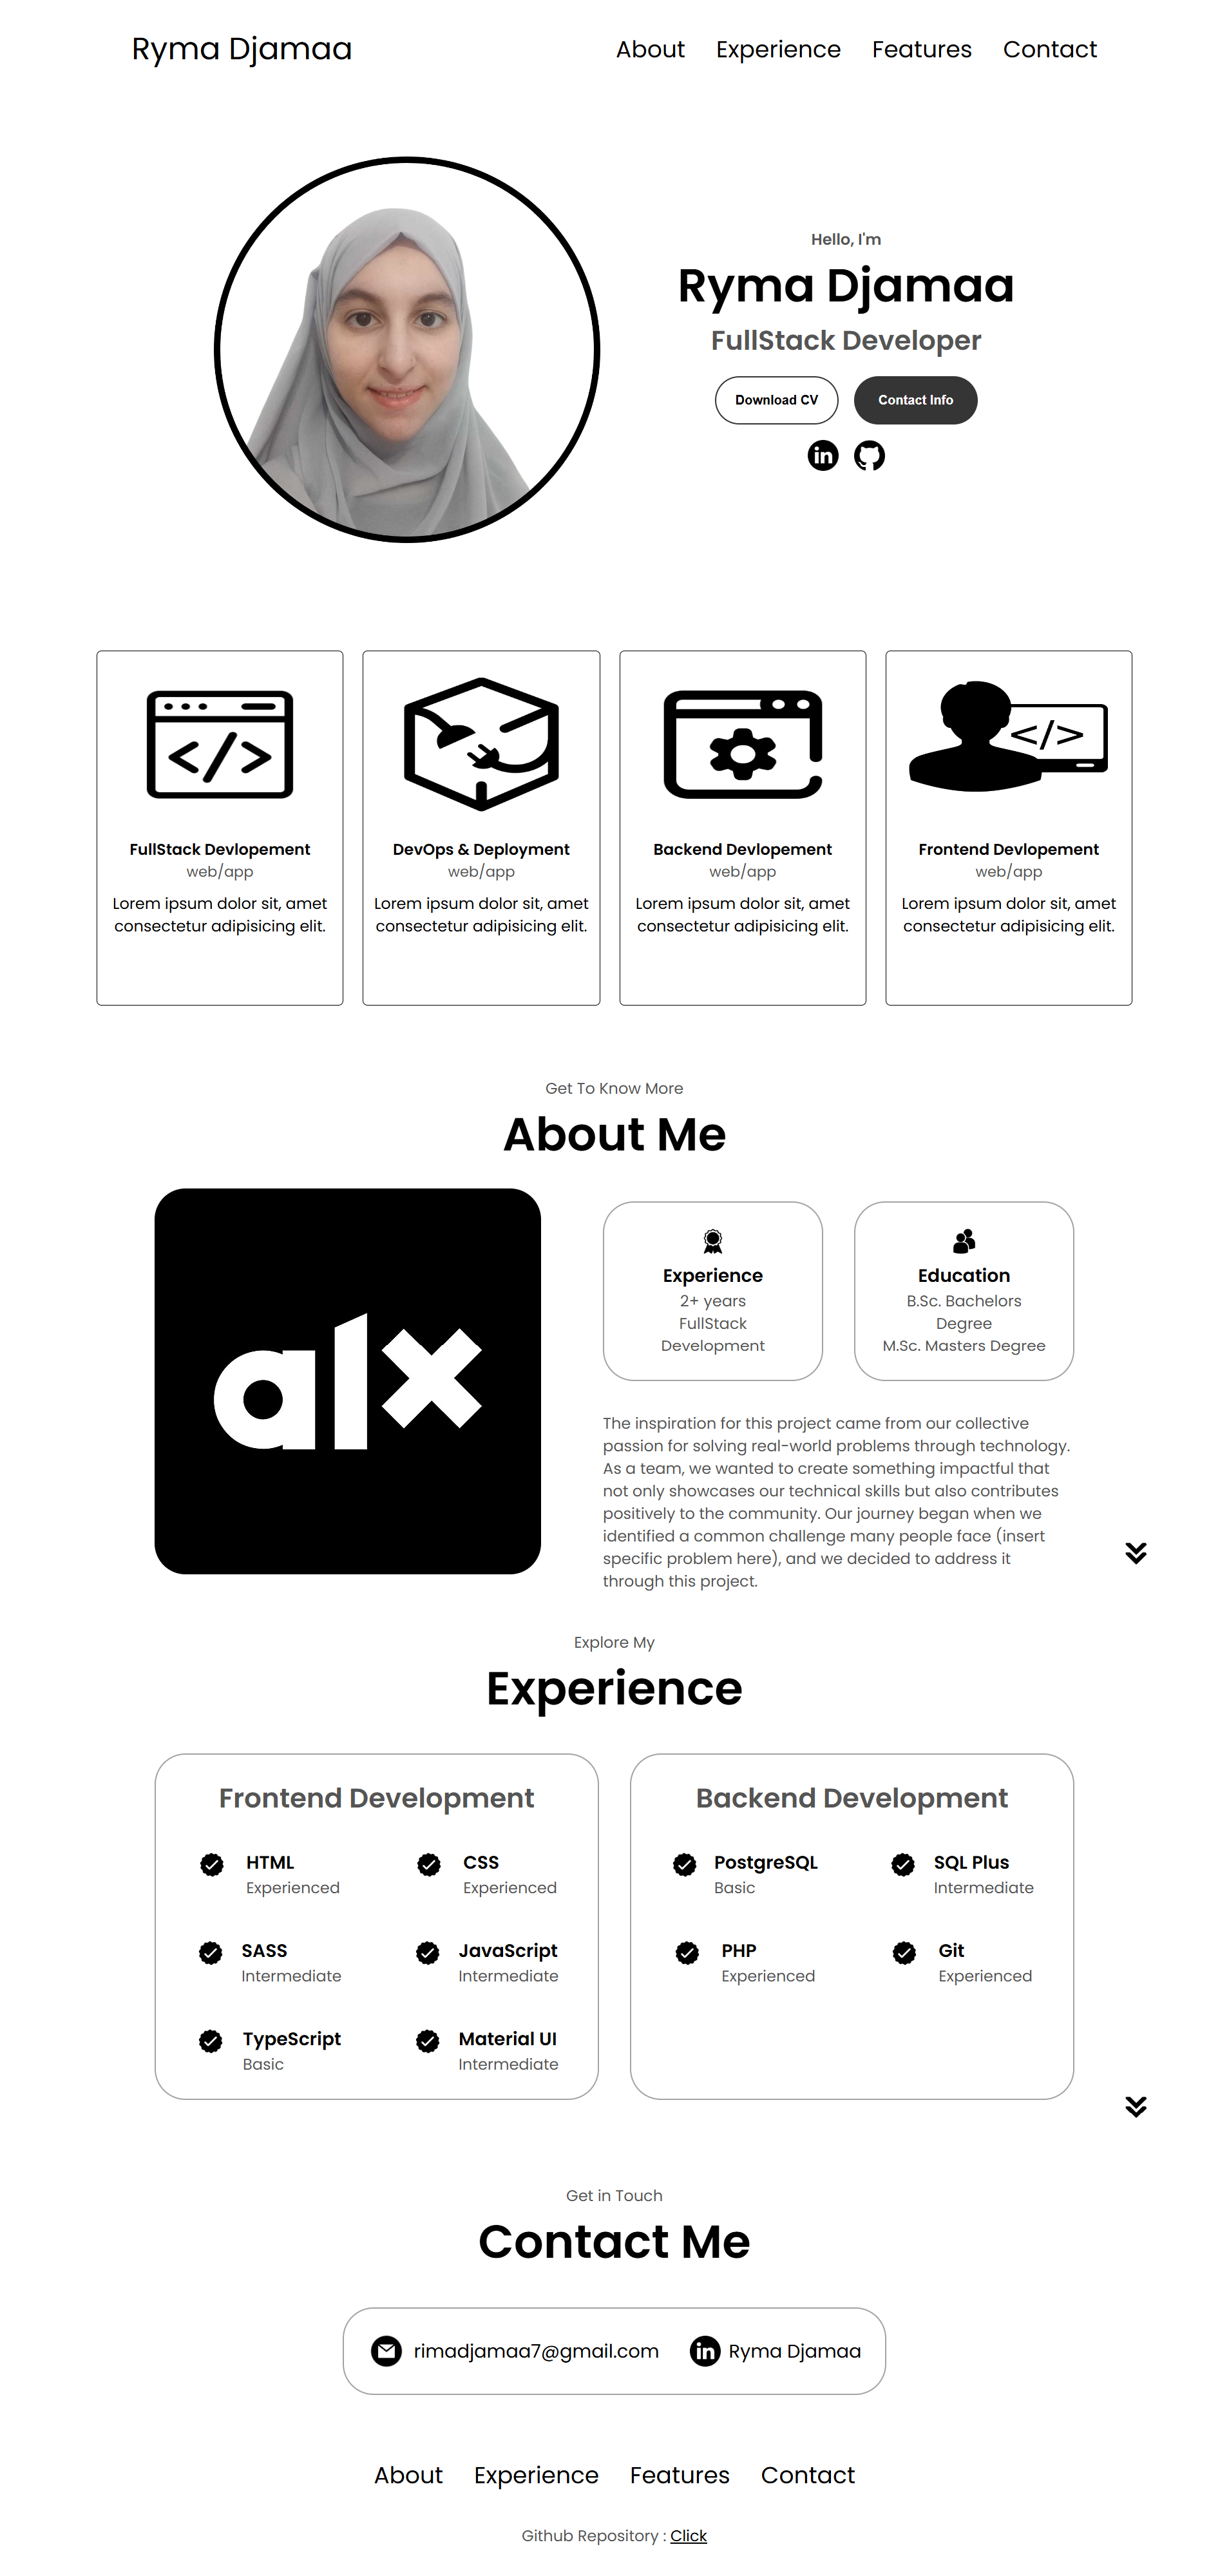 Ryma Djamaa
About Experience Features Contact
Hello, I'm
Ryma Djamaa
FullStack Developer
Download CV
Contact Info
in
</>
</>
FullStack Devlopement
web/app
Lorem ipsum dolor sit, amet
consectetur adipisicing elit.
DevOps & Deployment
web/app
Lorem ipsum dolor sit, amet
consectetur adipisicing elit.
Backend Devlopement
web/app
Lorem ipsum dolor sit, amet
consectetur adipisicing elit.
Frontend Devlopement
web/app
Lorem ipsum dolor sit, amet
consectetur adipisicing elit.
Get To Know More
About Me
alx
Experience
2+ years
FullStack
Development
Education
B.Sc. Bachelors
Degree
M.Sc. Masters Degree
The inspiration for this project came from our collective
passion for solving real-world problems through technology.
As a team, we wanted to create something impactful that
not only showcases our technical skills but also contributes
positively to the community. Our journey began when we
identified a common challenge many people face (insert
specific problem here), and we decided to address it
through this project.
Explore My
Experience
Frontend Development
HTML
Experienced
CSS
Experienced
SASS
Intermediate
JavaScript
Intermediate
TypeScript
Basic
Material UI
Intermediate
Backend Development
PostgreSQL
Basic
SQL Plus
Intermediate
PHP
Experienced
Git
Experienced
Get in Touch
Contact Me
rimadjamaa7@gmail.com
in
Ryma Djamaa
About Experience Features Contact
Github Repository : Click